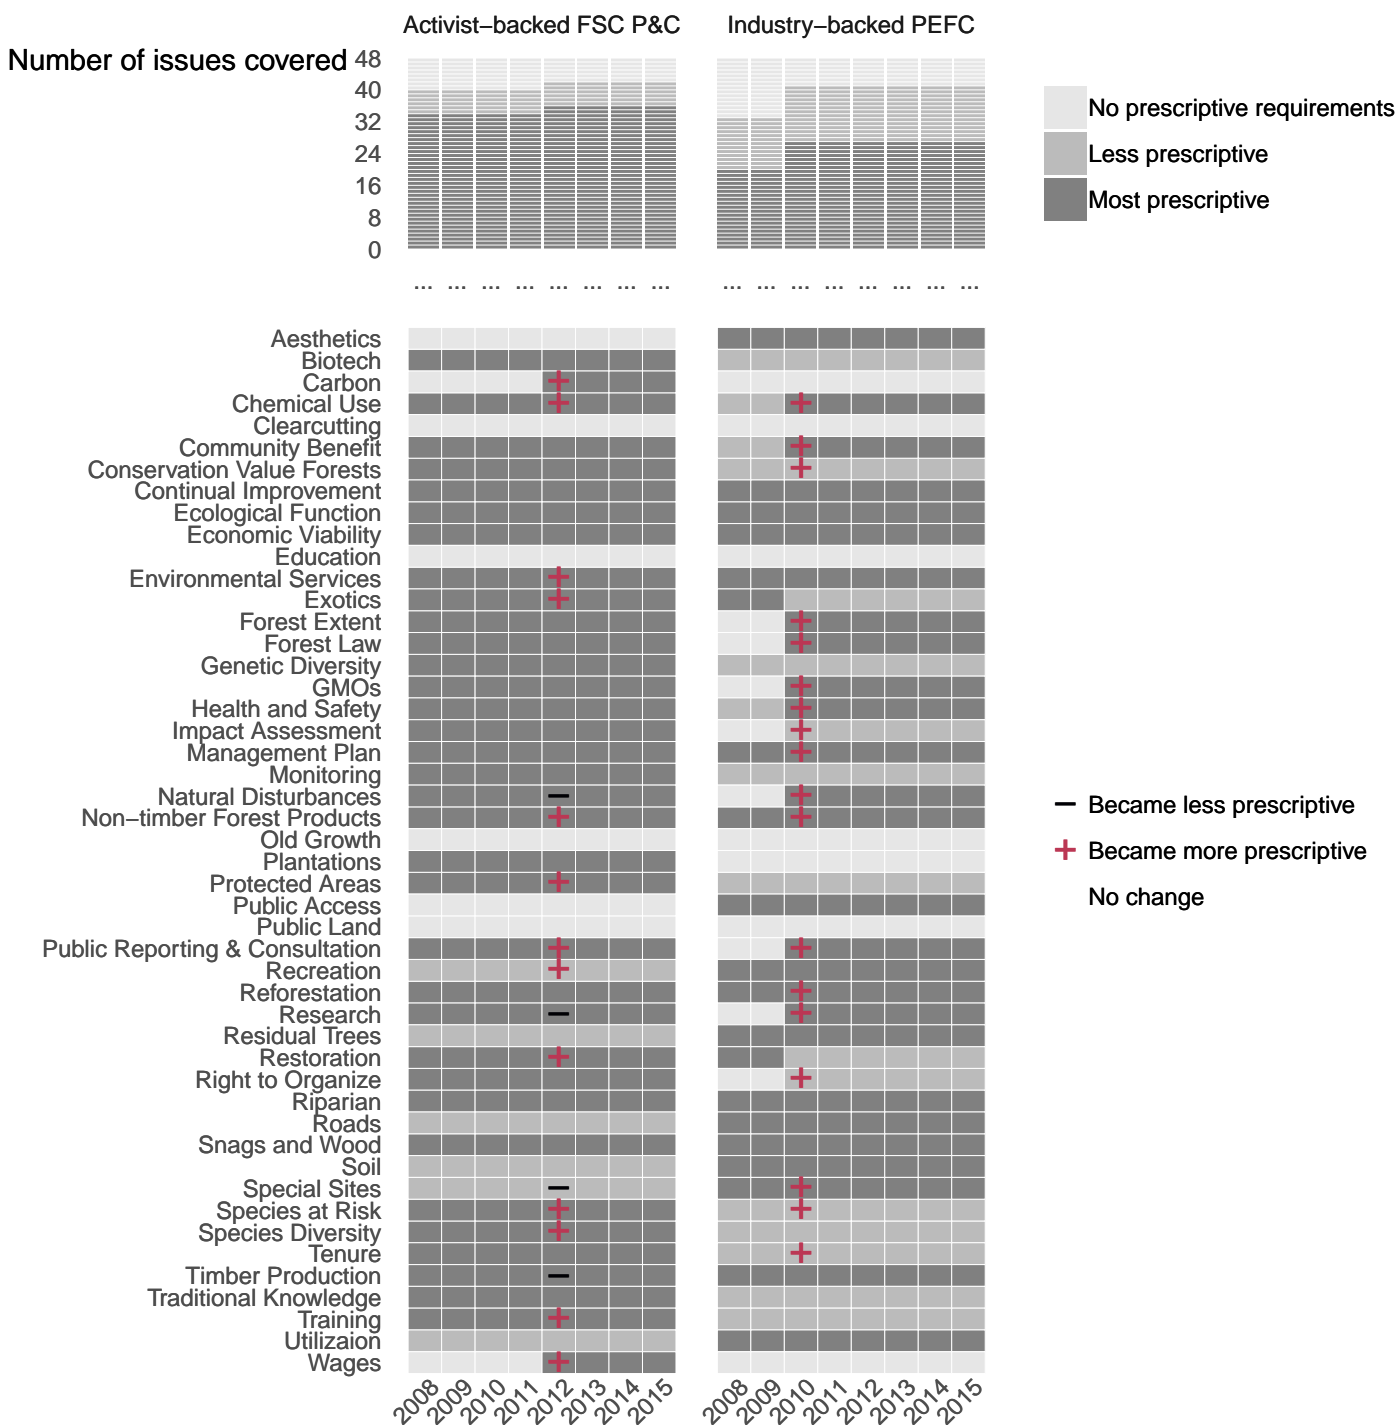 Activist−backed FSC P&C
Industry−backed PEFC
Number of issues covered
48
40
32
24
16
8
0
No prescriptive requirements
Less prescriptive
Most prescriptive
... ... ... ... ... ... ... ...
... ... ... ... ... ... ... ...
Aesthetics
Biotech
Carbon
Chemical Use
Clearcutting
Community Benefit
Conservation Value Forests
Continual Improvement
Ecological Function
Economic Viability
Education
Environmental Services
Exotics
Forest Extent
Forest Law
Genetic Diversity
GMOs
Health and Safety
Impact Assessment
Management Plan
Monitoring
Natural Disturbances
Non−timber Forest Products
Old Growth
Plantations
Protected Areas
Public Access
Public Land
Public Reporting & Consultation
Recreation
Reforestation
Research
Residual Trees
Restoration
Right to Organize
Riparian
Roads
Snags and Wood
Soil
Special Sites
Species at Risk
Species Diversity
Tenure
Timber Production
Traditional Knowledge
Training
Utilizaion
Wages
Became less prescriptive
Became more prescriptive
No change
2008 2009 2010 2011 2012 2013 2014 2015
2008 2009 2010 2011 2012 2013 2014 2015